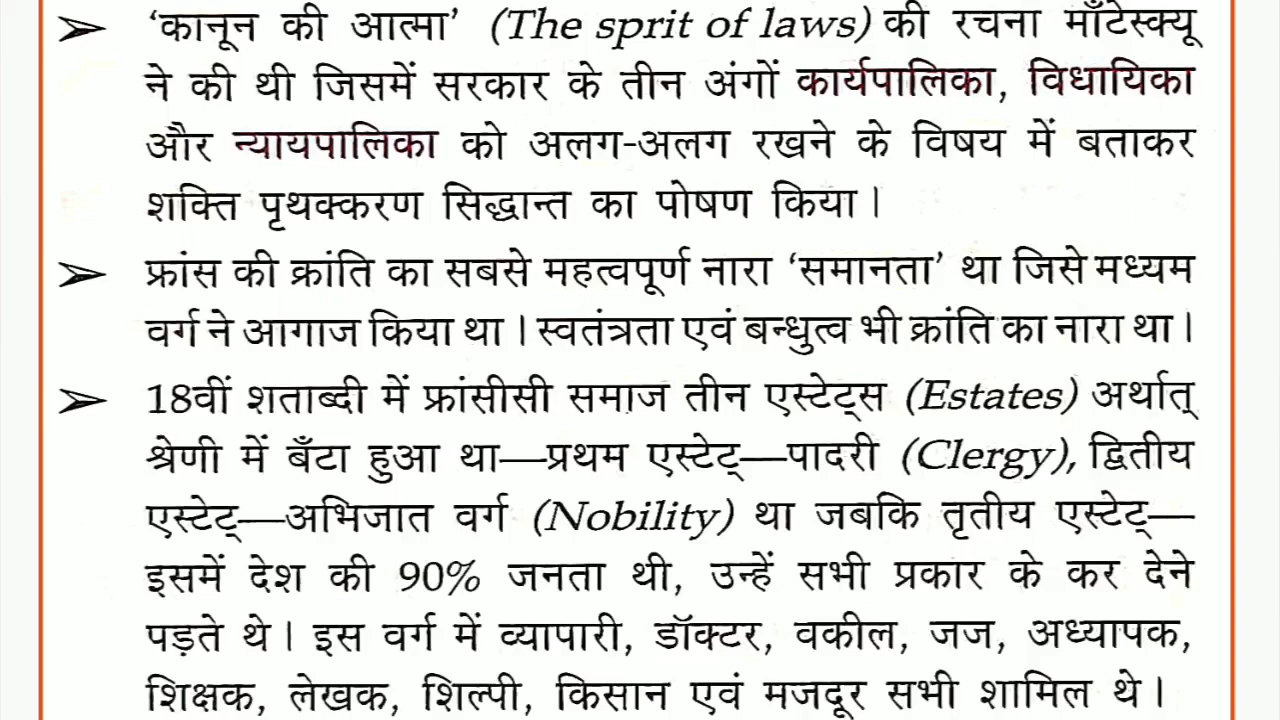 ➢ ‘कानून की आत्मा’ (The sprit of laws) की रचना माँटेस्क्यू
ने की थी जिसमें सरकार के तीन अंगों कार्यपालिका, विधायिका
और न्यायपालिका को अलग-अलग रखने के विषय में बताकर
शक्ति पृथक्करण सिद्धान्त का पोषण किया।
➢ फ्रांस की क्रांति का सबसे महत्वपूर्ण नारा ‘समानता’ था जिसे मध्यम
वर्ग ने आगाज किया था। स्वतंत्रता एवं बन्धुत्व भी क्रांति का नारा था।
➢ 18वीं शताब्दी में फ्रांसीसी समाज तीन एस्टेट्स (Estates) अर्थात्
श्रेणी में बँटा हुआ था—प्रथम एस्टेट्—पादरी (Clergy), द्वितीय
एस्टेट्—अभिजात वर्ग (Nobility) था जबकि तृतीय एस्टेट्—
इसमें देश की 90% जनता थी, उन्हें सभी प्रकार के कर देने
पड़ते थे। इस वर्ग में व्यापारी, डॉक्टर, वकील, जज, अध्यापक,
शिक्षक, लेखक, शिल्पी, किसान एवं मजदूर सभी शामिल थे।